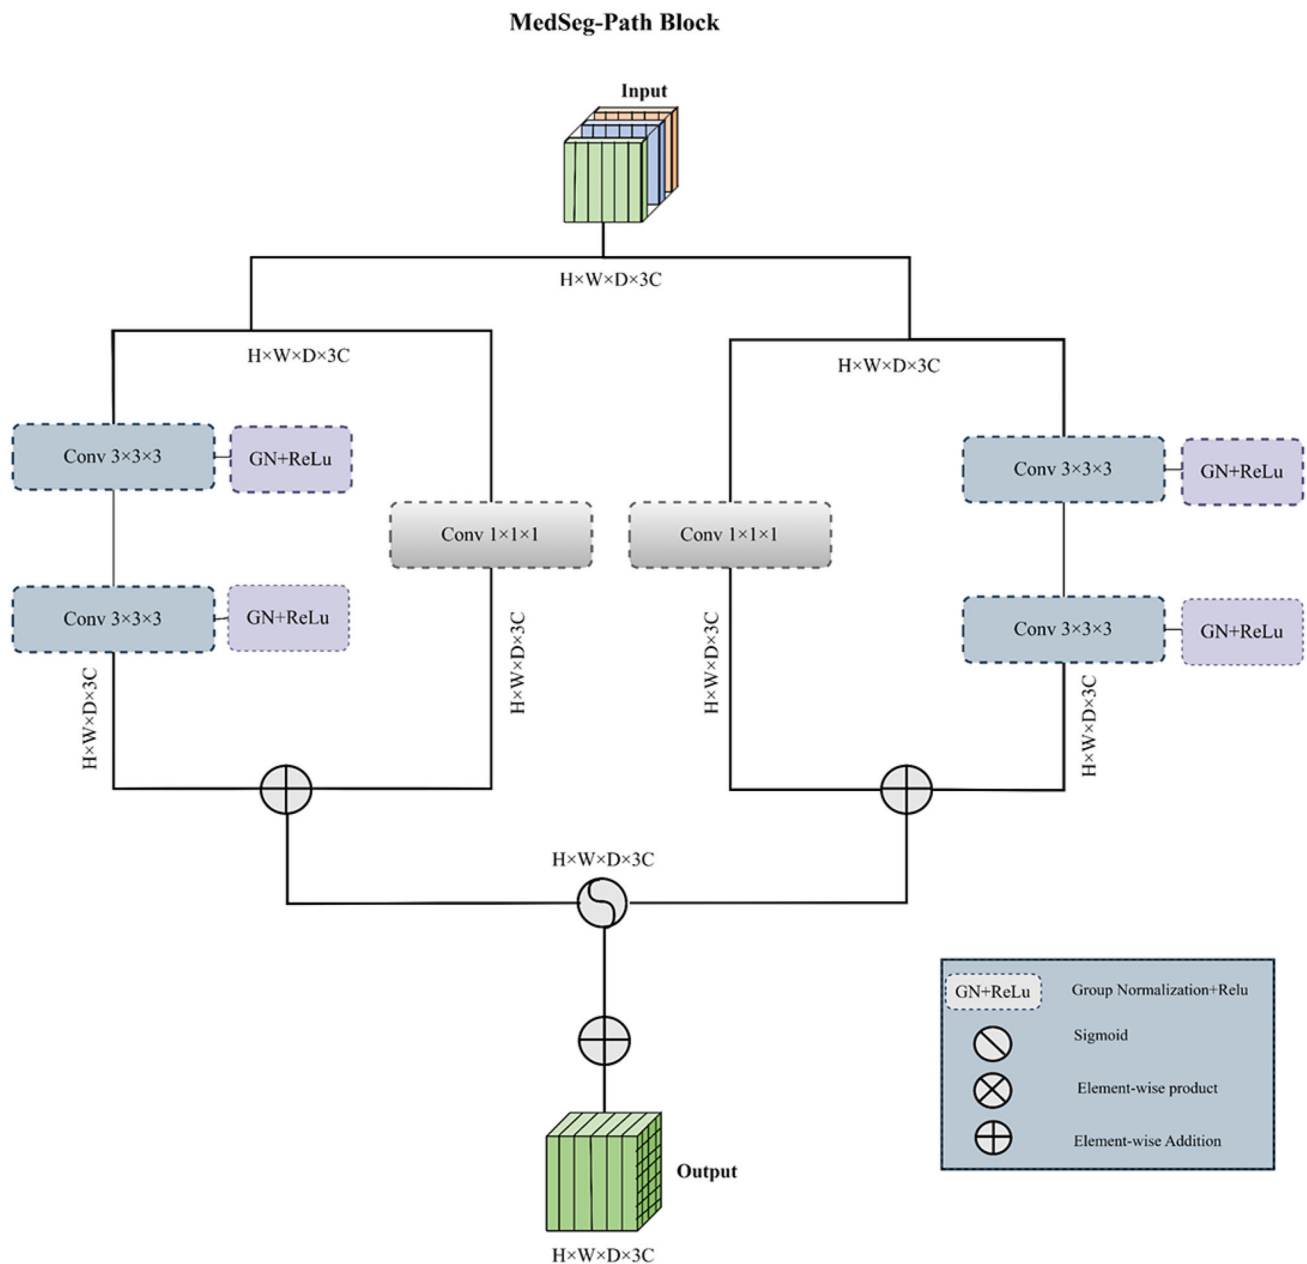 MedSeg-Path Block
Input
H×W×D×3C
H×W×D×3C
H×W×D×3C
Conv 3×3×3
GN+ReLu
Conv 3×3×3
GN+ReLu
Conv 1×1×1
Conv 1×1×1
Conv 3×3×3
GN+ReLu
Conv 3×3×3
GN+ReLu
H×W×D×3C
H×W×D×3C
H×W×D×3C
H×W×D×3C
H×W×D×3C
GN+ReLu
Group Normalization+Relu
Sigmoid
Element-wise product
Element-wise Addition
Output
H×W×D×3C